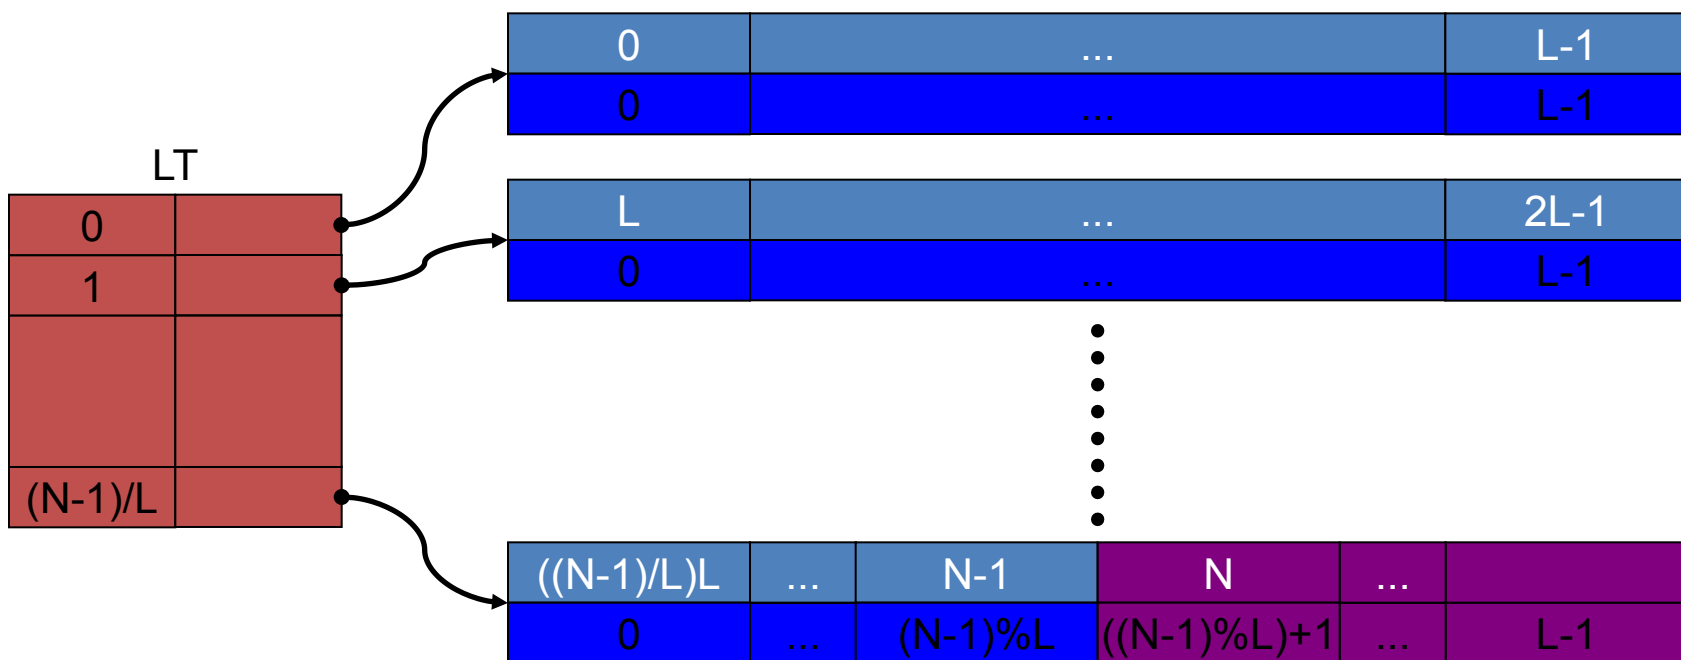 0 ... L-1
0 ... L-1
LT
0
L ... 2L-1
1
0 ... L-1
(N-1)/L
((N-1)/L)L ... N-1 N ...
0 ... (N-1)%L ((N-1)%L)+1 ... L-1